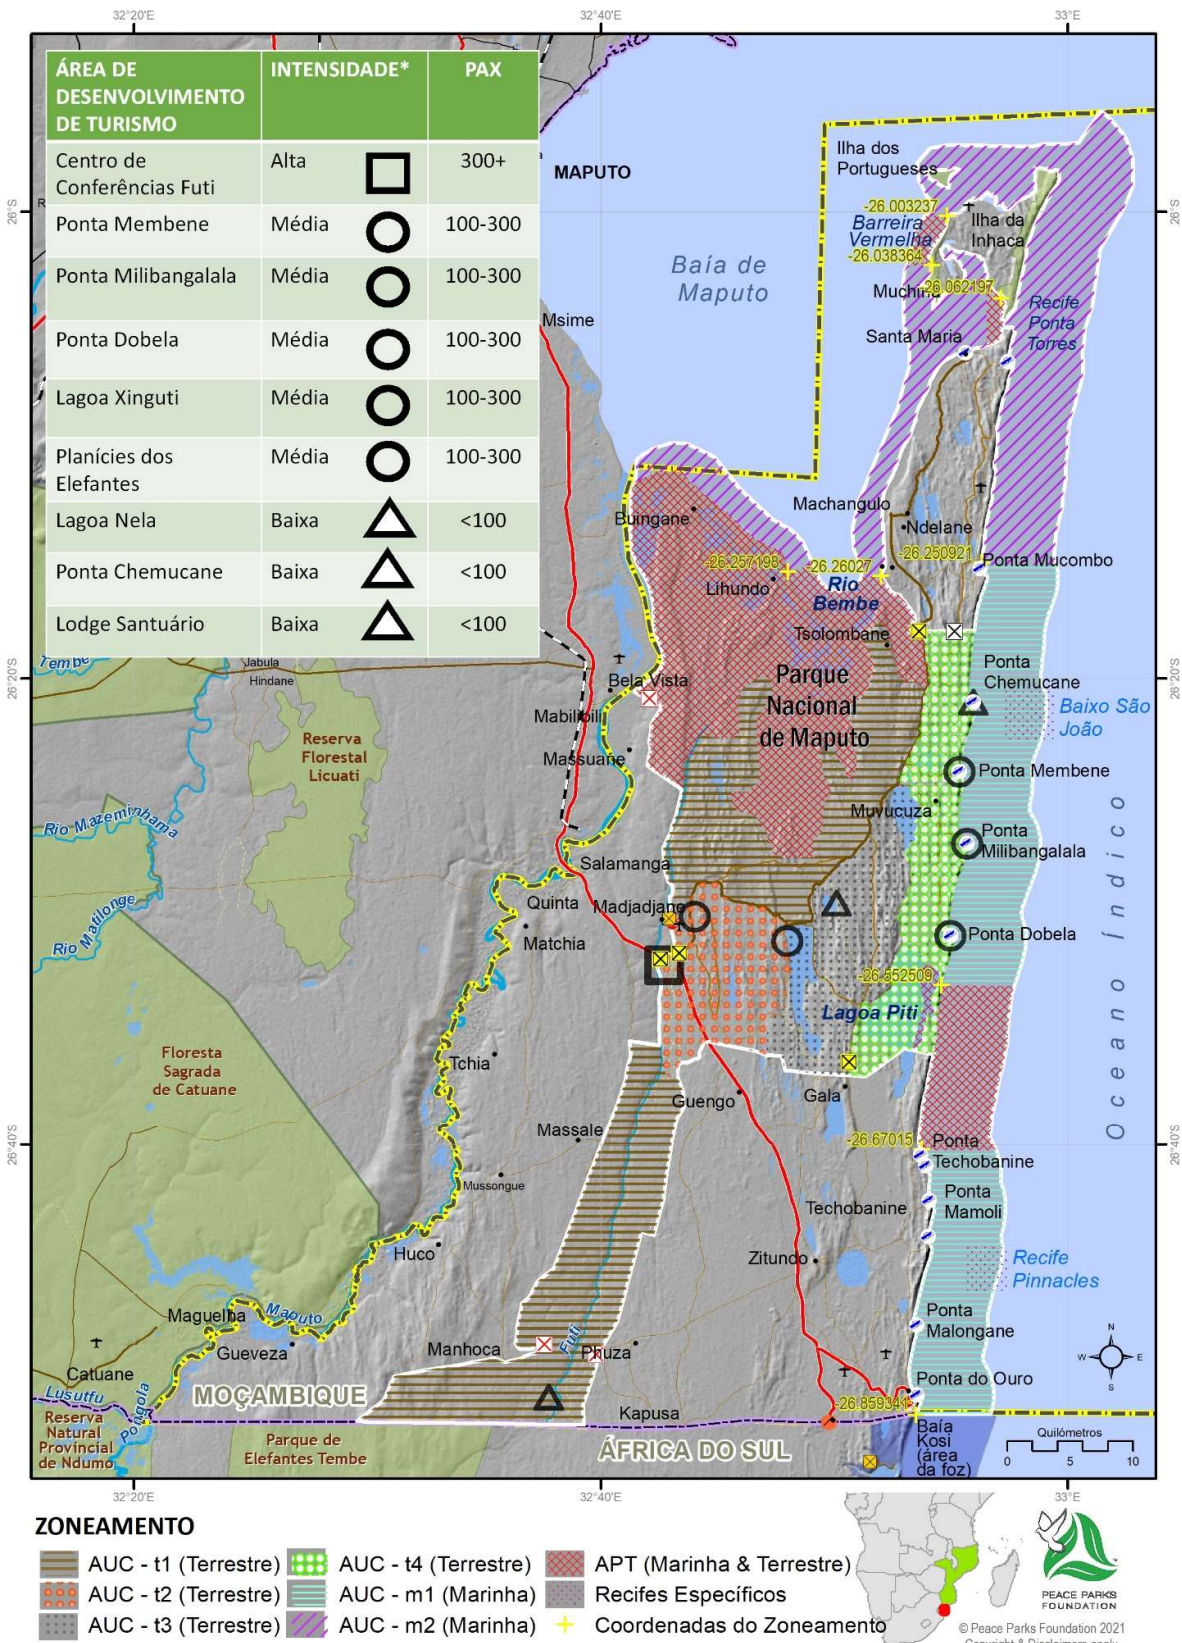 32°20'E
32°40'E
33°E
ÁREA DE
DESENVOLVIMENTO
DE TURISMO
INTENSIDADE*
PAX
Centro de
Conferências Futi
Alta
300+
Ponta Membene
Média
100-300
Ponta Milibangalala
Média
100-300
Ponta Dobela
Média
100-300
Lagoa Xinguti
Média
100-300
Planícies dos
Elefantes
Média
100-300
Lagoa Nela
Baixa
<100
Ponta Chemucane
Baixa
<100
Lodge Santuário
Baixa
<100
MAPUTO
Ilha dos
Portugueses
-26.003237
Barreira
Vermelha
-26.038364
Ilha da
Inhaca
26°S
26°S
Baía de
Maputo
-26.062197
Recife
Ponta
Torres
Msime
Santa Maria
Machangulo
Buingane
Ndelane
-26.250921
Ponta Mucombo
-26.257198
-26.26027
Lihundo
Rio
Bembe
Tsolombane
Tembe
Jabula
Hindane
26°20'S
26°20'S
Bela Vista
Parque
Nacional
de Maputo
Ponta
Chemucane
Baixo São
João
Mabilibili
Reserva
Florestal
Licuati
Massuane
Ponta Membene
Muvucuza
Rio Mazeminhama
Ponta
Milibangalala
Salamanga
Oceano Índico
Quinta
Madjadjane
Rio Matilonge
Matchia
Ponta Dobela
-26.552509
Lagoa Piti
Floresta
Sagrada
de Catuane
Tchia
Guengo
Gala
26°40'S
26°40'S
Massale
-26.67015
Ponta
Techobanine
Mussongue
Ponta
Mamoli
Techobanine
Huco
Zitundo
Recife
Pinnacles
Maguelha
Maputo
Gueveza
Manhoca
Futi
Phuza
Ponta
Malongane
N
W
E
S
Catuane
Ponta do Ouro
Lusutfu
Pongola
MOÇAMBIQUE
Kapusa
-26.859341
Reserva
Natural
Provincial
de Ndumo
Parque de
Elefantes Tembe
ÁFRICA DO SUL
Baía
Kosi
(área
da foz)
Quilómetros
0 5 10
32°20'E
32°40'E
33°E
ZONEAMENTO
AUC - t1 (Terrestre)
AUC - t4 (Terrestre)
APT (Marinha & Terrestre)
AUC - t2 (Terrestre)
AUC - m1 (Marinha)
Recifes Específicos
AUC - t3 (Terrestre)
AUC - m2 (Marinha)
Coordenadas do Zoneamento
PEACE PARKS
FOUNDATION
© Peace Parks Foundation 2021